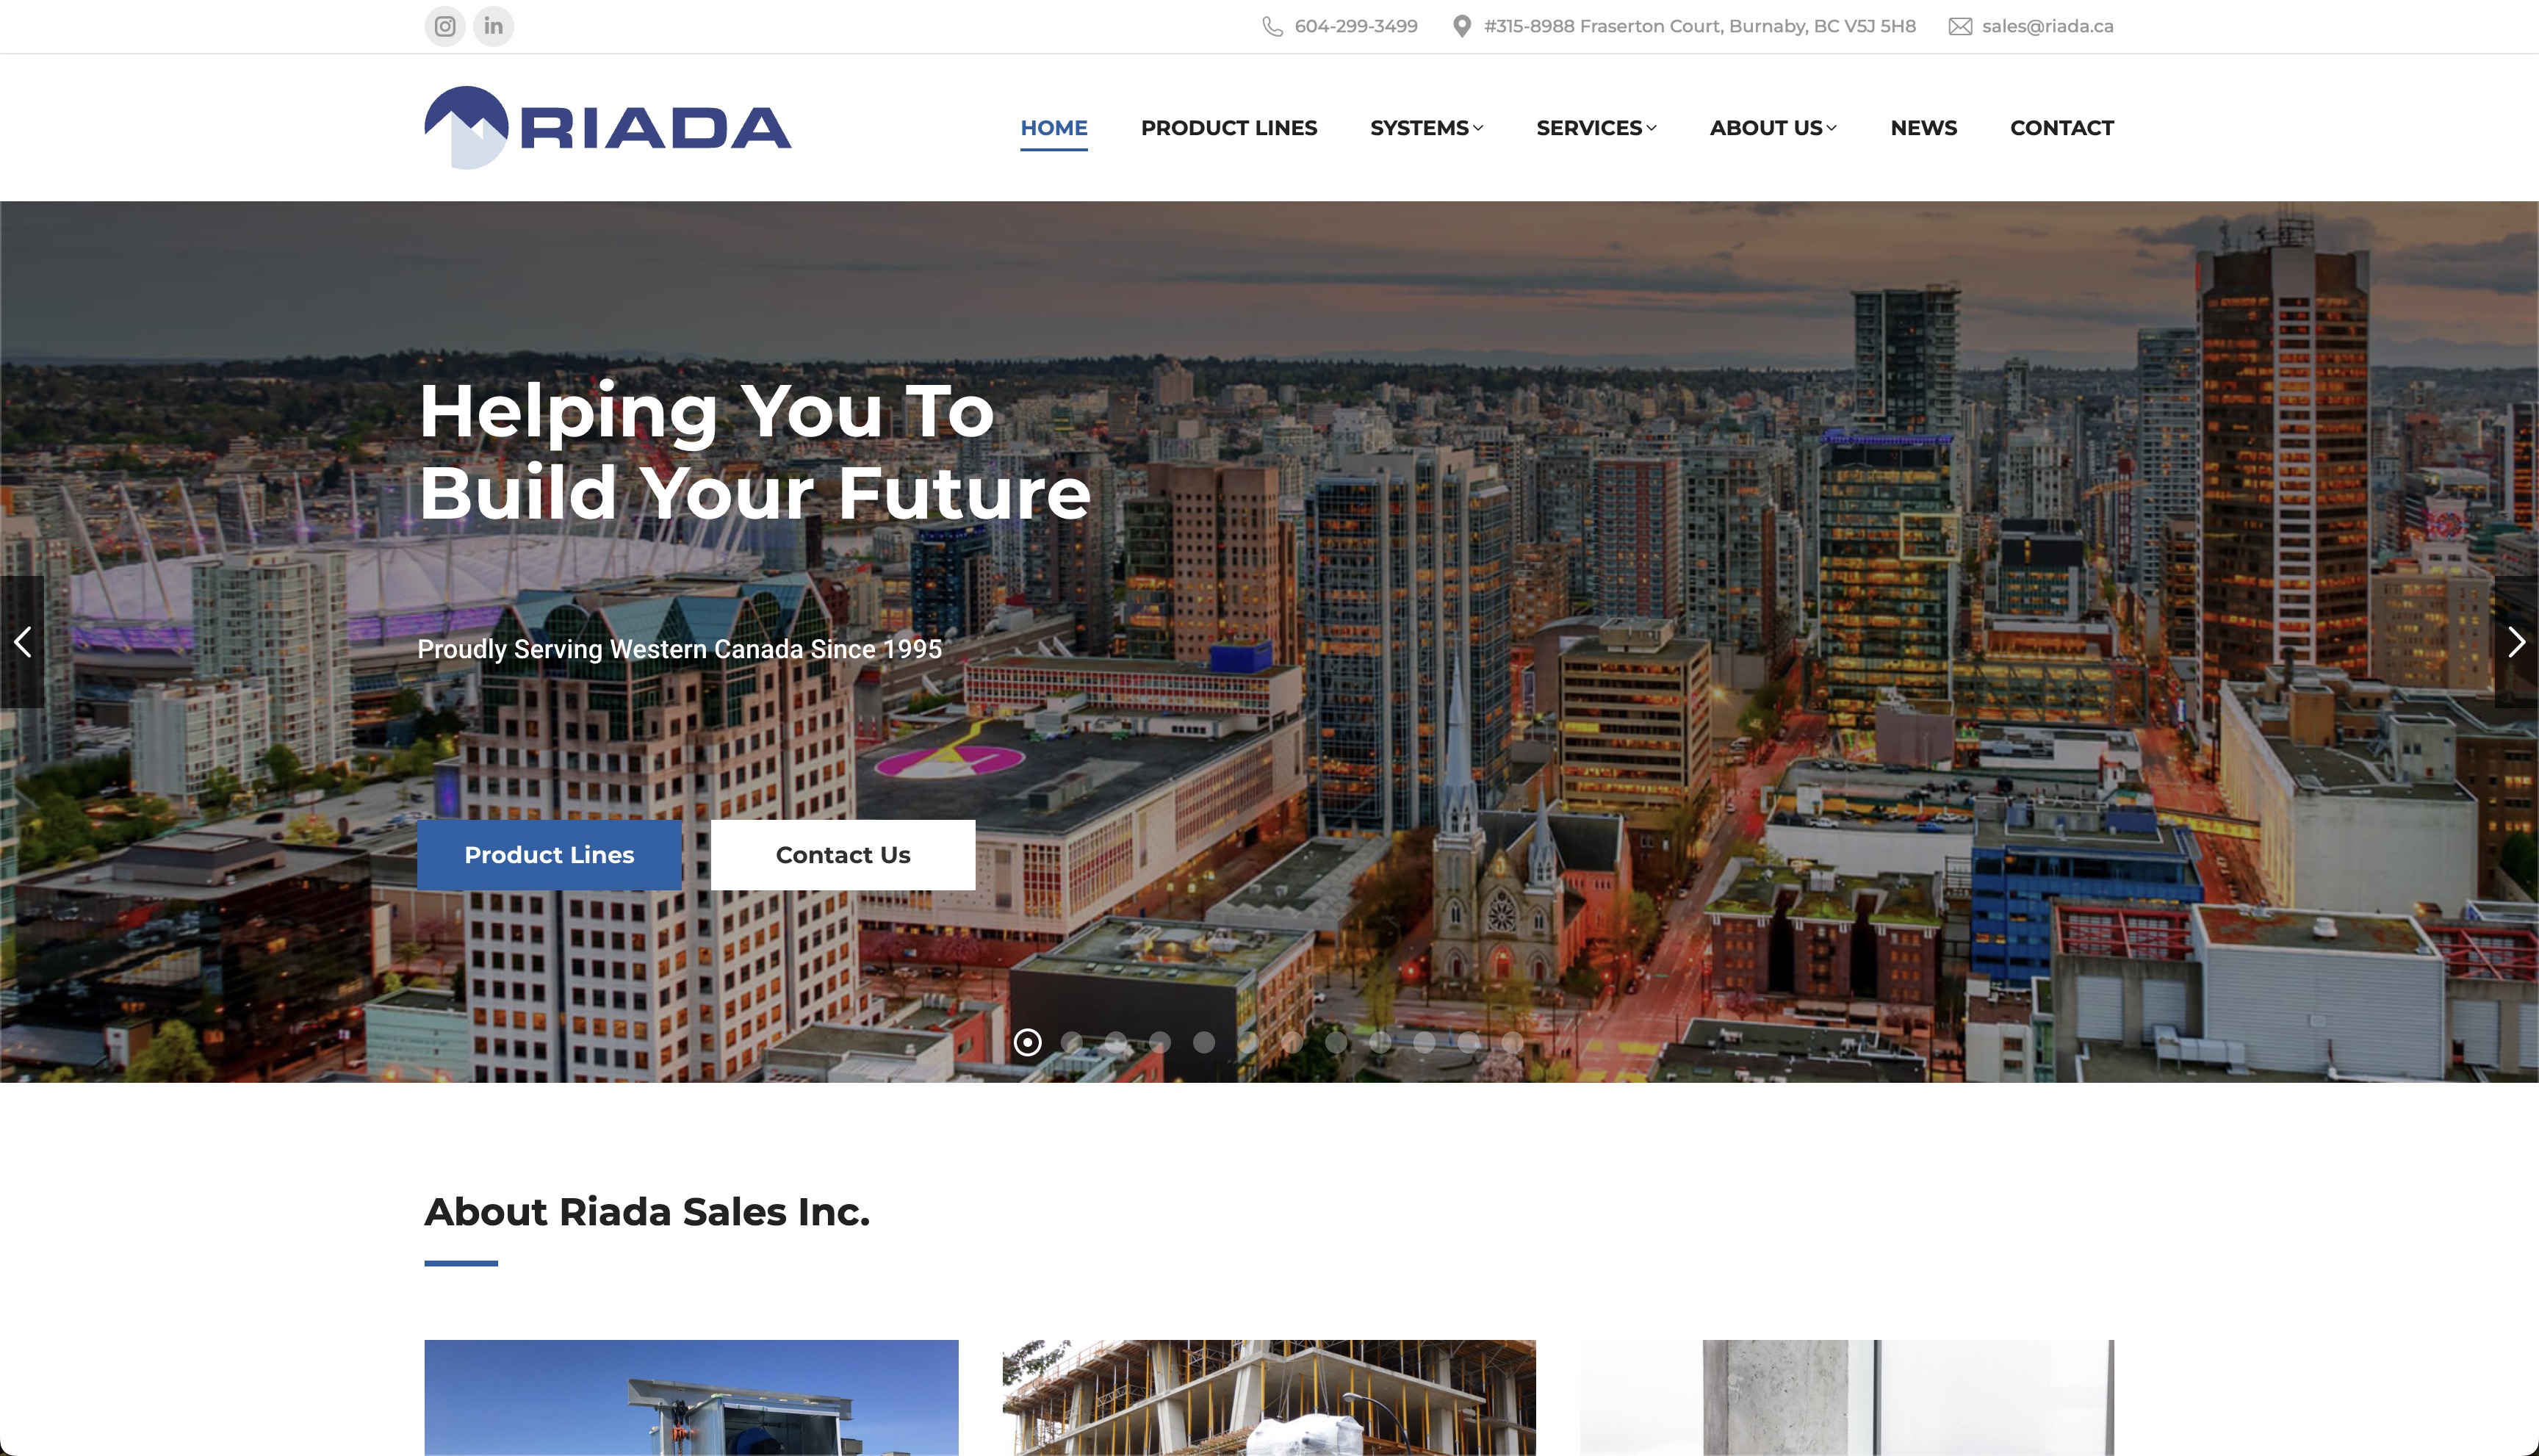 604-299-3499
#315-8988 Fraserton Court, Burnaby, BC V5J 5H8
sales@riada.ca
RIADA
HOME
PRODUCT LINES
SYSTEMS
SERVICES
ABOUT US
NEWS
CONTACT
Helping You To
Build Your Future
Proudly Serving Western Canada Since 1995
Product Lines
Contact Us
About Riada Sales Inc.